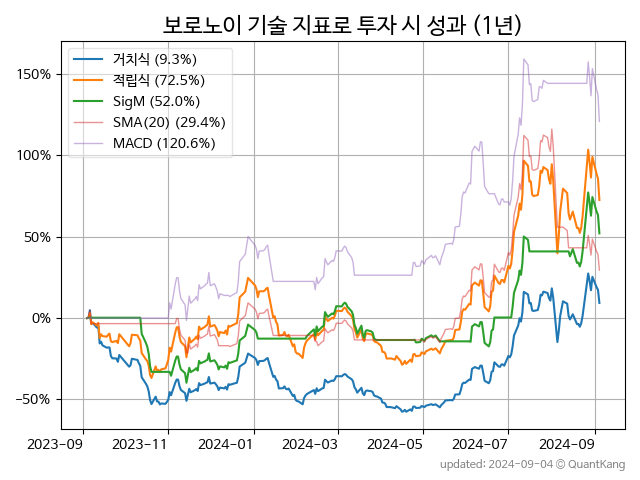 보로노이 기술 지표로 투자 시 성과 (1년)
거치식 (9.3%)
적립식 (72.5%)
SigM (52.0%)
SMA(20) (29.4%)
MACD (120.6%)
150%
100%
50%
0%
−50%
2023-09
2023-11
2024-01
2024-03
2024-05
2024-07
2024-09
updated: 2024-09-04 © QuantKang